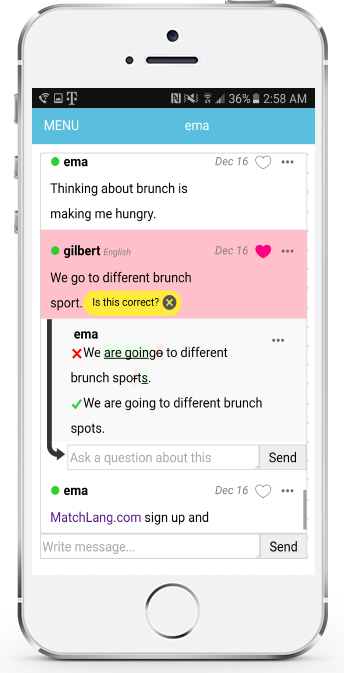 36% 2:58 AM
MENU ema
ema Dec 16
Thinking about brunch is
making me hungry.
gilbert English Dec 16
We go to different brunch
sport. Is this correct?
ema
We are goingo to different
brunch sports.
We are going to different brunch
spots.
Ask a question about this Send
ema Dec 16
MatchLang.com sign up and
Write message... Send